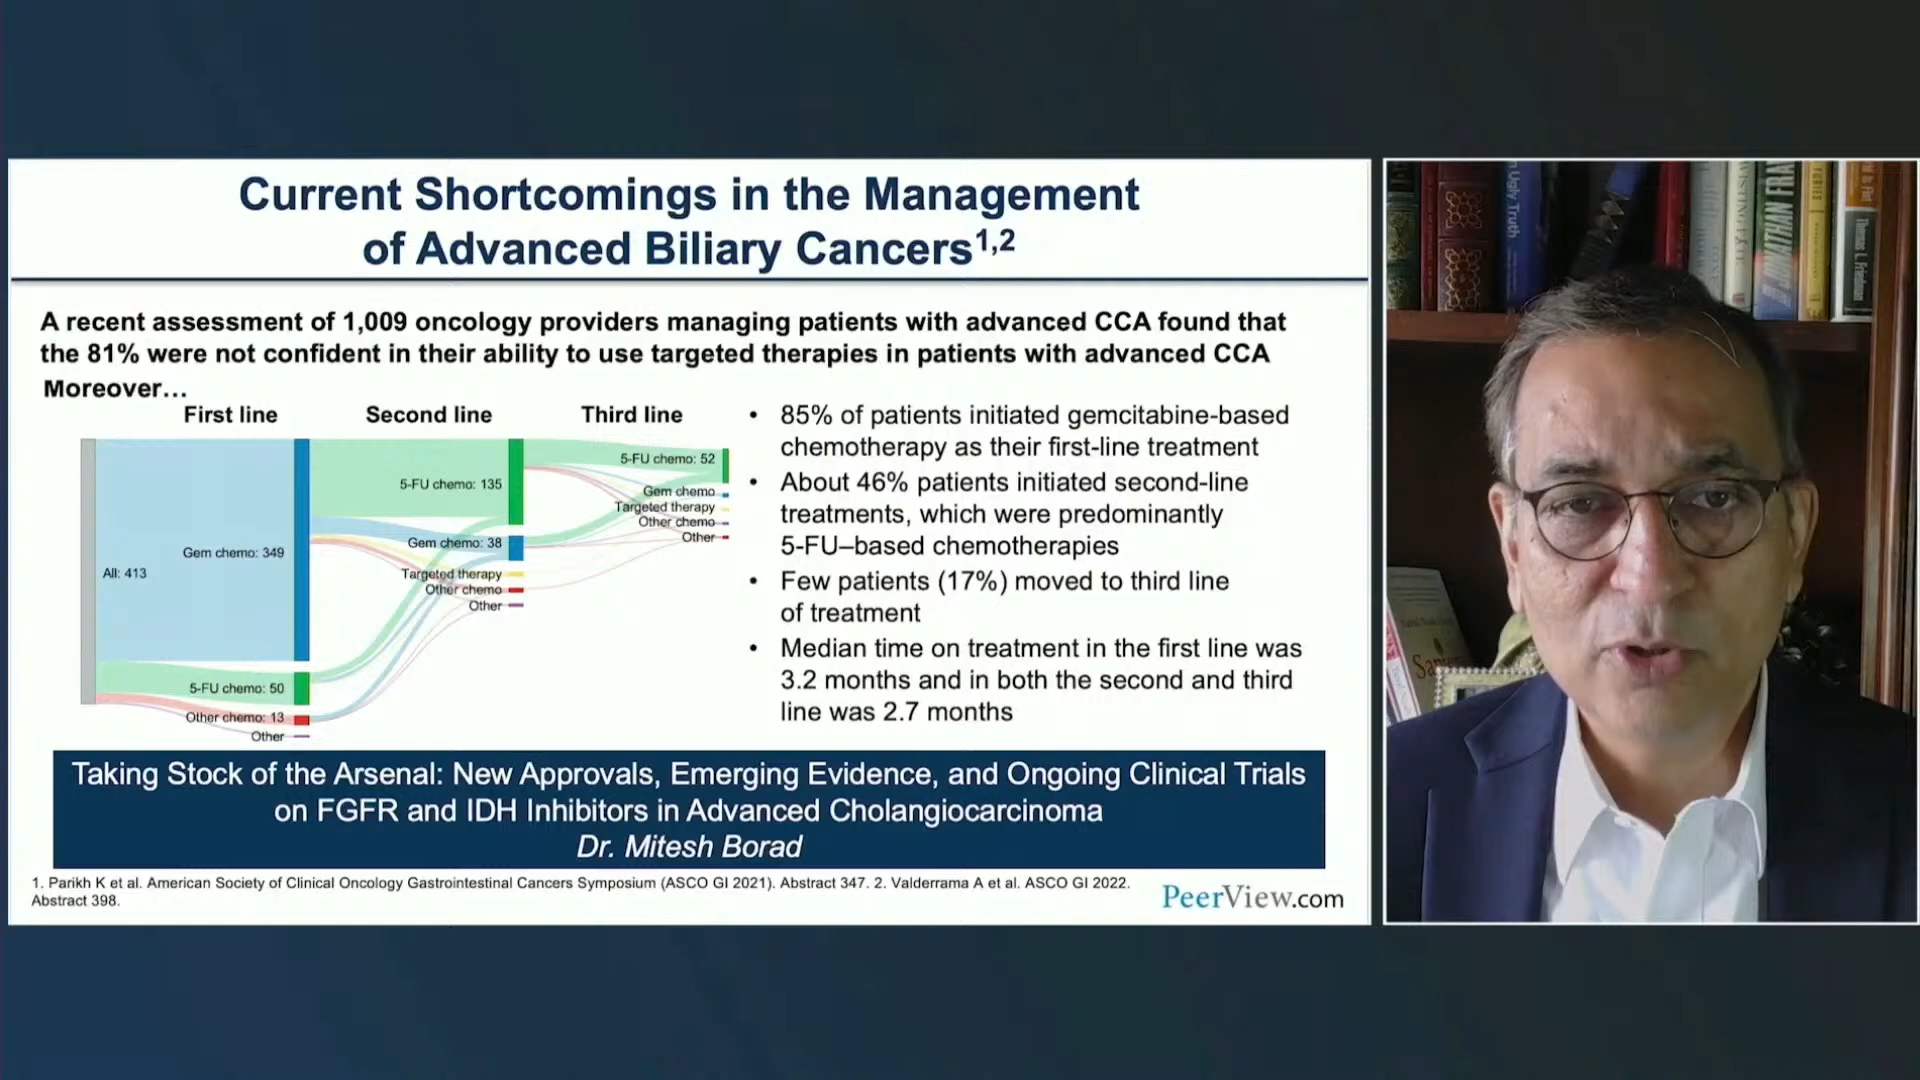 Current Shortcomings in the Management
of Advanced Biliary Cancers1,2
A recent assessment of 1,009 oncology providers managing patients with advanced CCA found that
the 81% were not confident in their ability to use targeted therapies in patients with advanced CCA
Moreover…
First line
Second line
Third line
All: 413
Gem chemo: 349
5-FU chemo: 50
Other chemo: 13
Other
5-FU chemo: 135
Gem chemo: 38
Targeted therapy
Other chemo
Other
5-FU chemo: 52
Gem chemo
Targeted therapy
Other chemo
Other
• 85% of patients initiated gemcitabine-based
chemotherapy as their first-line treatment
• About 46% patients initiated second-line
treatments, which were predominantly
5-FU–based chemotherapies
• Few patients (17%) moved to third line
of treatment
• Median time on treatment in the first line was
3.2 months and in both the second and third
line was 2.7 months
Taking Stock of the Arsenal: New Approvals, Emerging Evidence, and Ongoing Clinical Trials
on FGFR and IDH Inhibitors in Advanced Cholangiocarcinoma
Dr. Mitesh Borad
1. Parikh K et al. American Society of Clinical Oncology Gastrointestinal Cancers Symposium (ASCO GI 2021). Abstract 347. 2. Valderrama A et al. ASCO GI 2022.
Abstract 398.
PeerView.com
Ugly Truth
JONATHAN FRA
Thomas L. Friedman